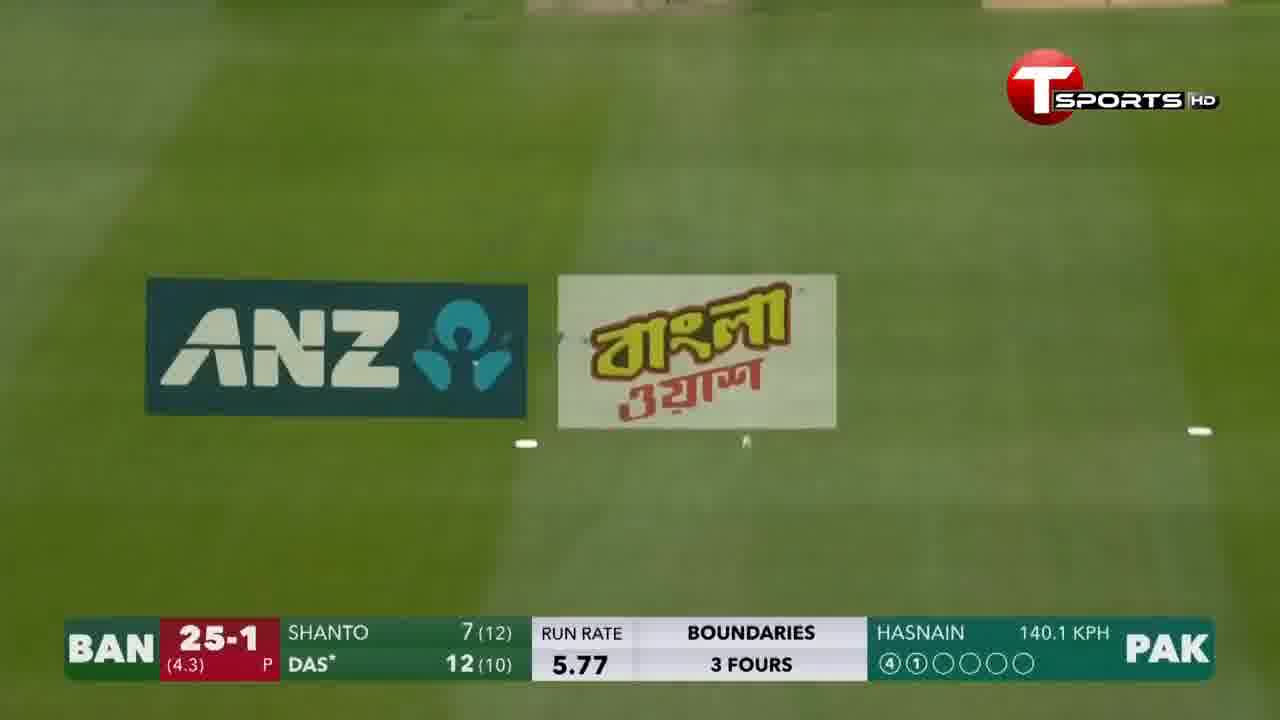 T SPORTS HD
ANZ
বাংলা
ওয়াশ
BAN 25-1 (4.3) P
SHANTO 7 (12)
DAS* 12 (10)
RUN RATE 5.77
BOUNDARIES 3 FOURS
HASNAIN 140.1 KPH
4 1
PAK